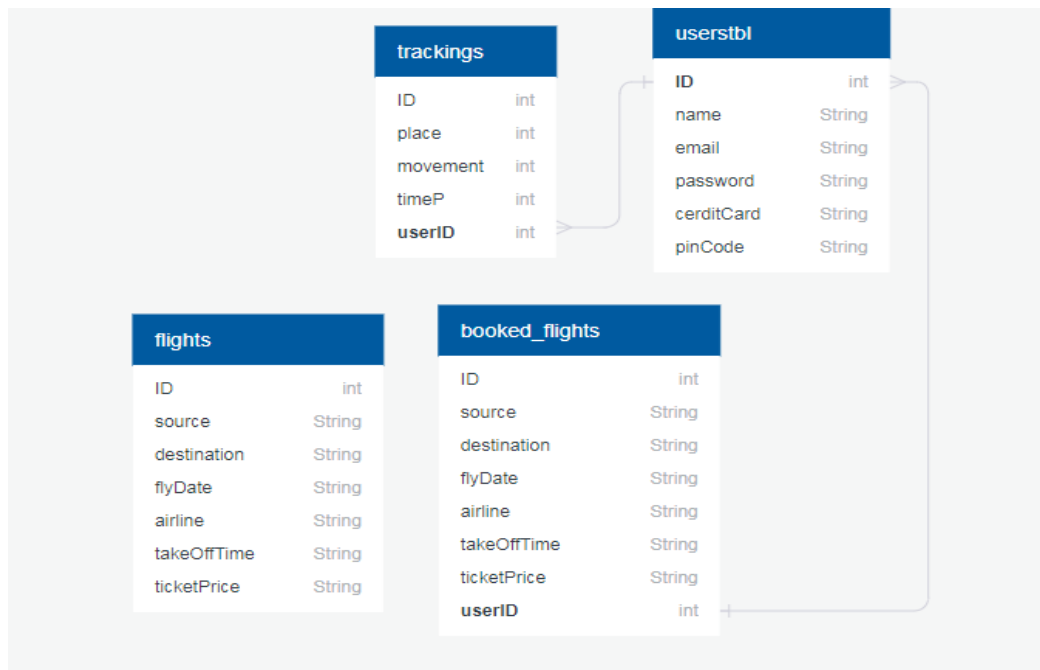 trackings
ID int
place int
movement int
timeP int
userID int
userstbl
ID int
name String
email String
password String
cerditCard String
pinCode String
flights
ID int
source String
destination String
flyDate String
airline String
takeOffTime String
ticketPrice String
booked_flights
ID int
source String
destination String
flyDate String
airline String
takeOffTime String
ticketPrice String
userID int